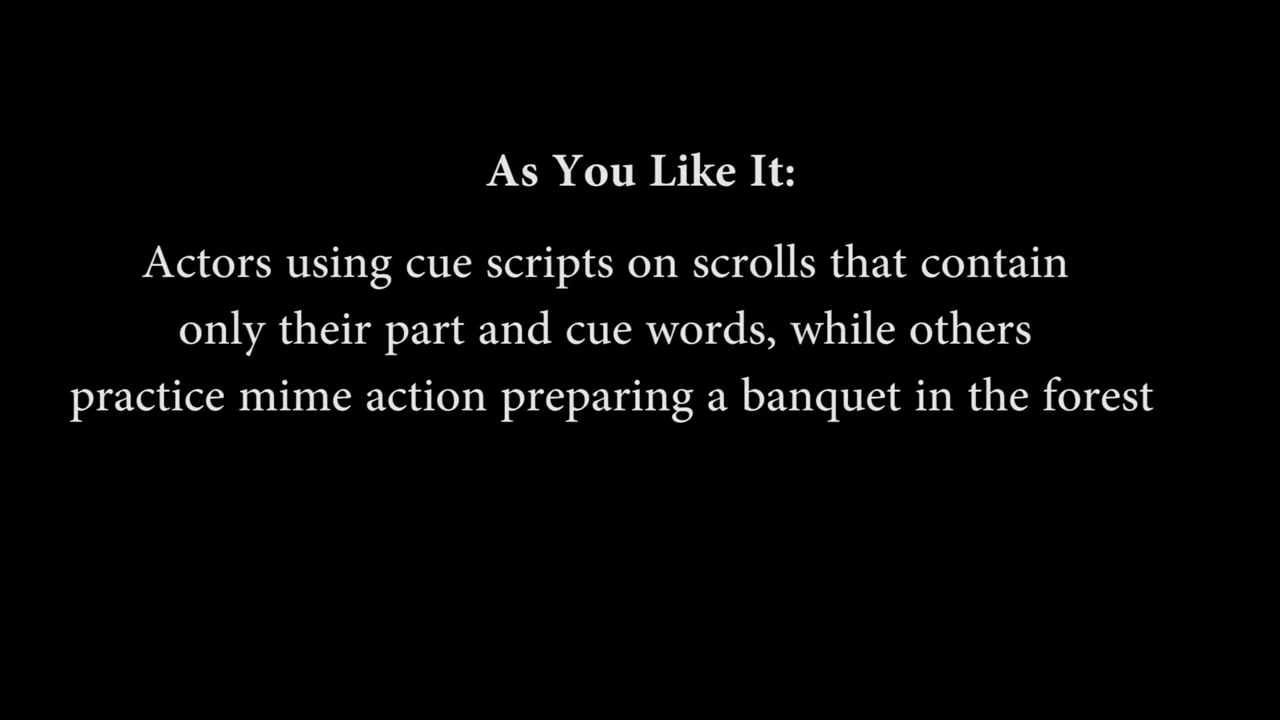 As You Like It:
Actors using cue scripts on scrolls that contain
only their part and cue words, while others
practice mime action preparing a banquet in the forest